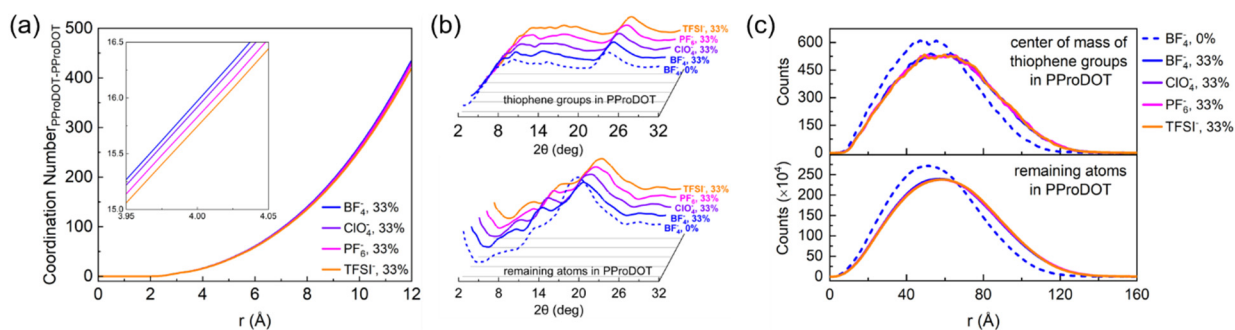 (a)
500
400
300
200
100
0
Coordination Number PProDOT-PProDOT
16.5
16.0
15.5
15.0
3.95
4.00
4.05
BF₄⁻, 33%
ClO₄⁻, 33%
PF₆⁻, 33%
TFSI⁻, 33%
0 2 4 6 8 10 12
r (Å)
(b)
TFSI⁻, 33%
PF₆⁻, 33%
ClO₄⁻, 33%
BF₄⁻, 33%
BF₄⁻, 0%
thiophene groups in PProDOT
2 8 14 20 26 32
2θ (deg)
TFSI⁻, 33%
PF₆⁻, 33%
ClO₄⁻, 33%
BF₄⁻, 33%
BF₄⁻, 0%
remaining atoms in PProDOT
2 8 14 20 26 32
2θ (deg)
(c)
600
450
300
150
0
Counts
center of mass of
thiophene groups
in PProDOT
BF₄⁻, 0%
BF₄⁻, 33%
ClO₄⁻, 33%
PF₆⁻, 33%
TFSI⁻, 33%
250
200
150
100
50
0
Counts (×10⁴)
remaining atoms
in PProDOT
0 40 80 120 160
r (Å)